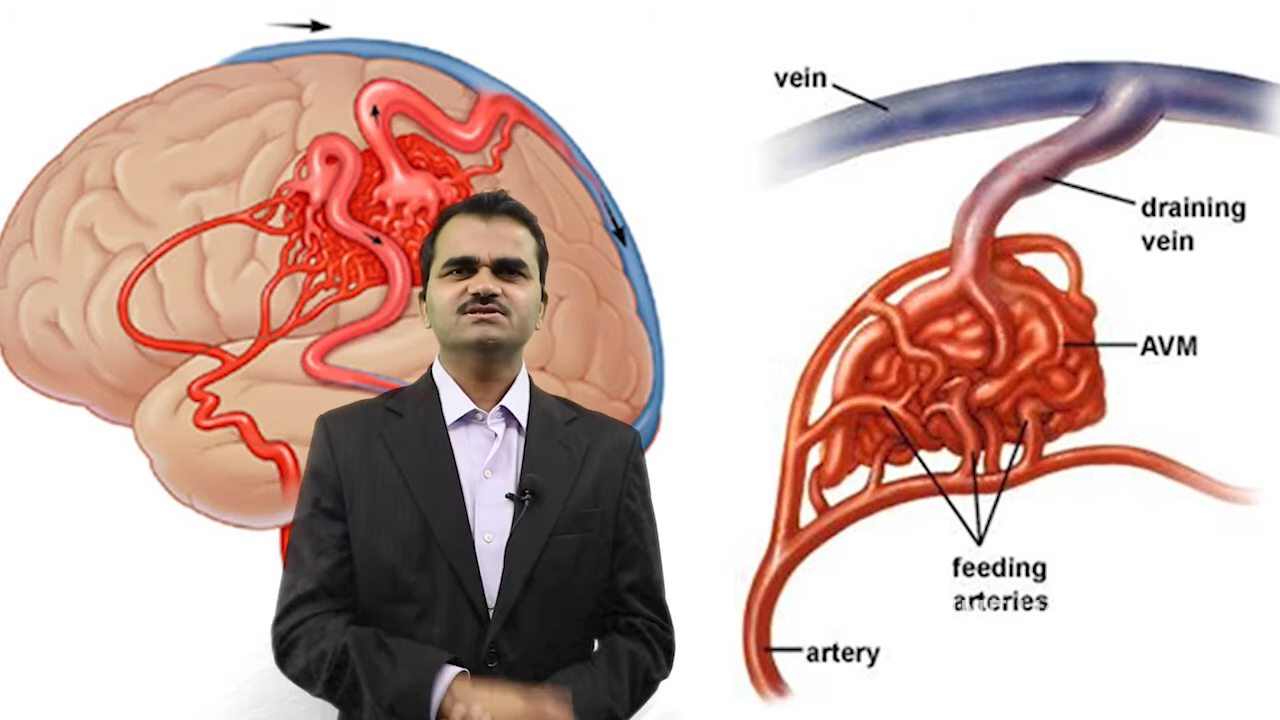 vein
draining
vein
AVM
feeding
arteries
artery